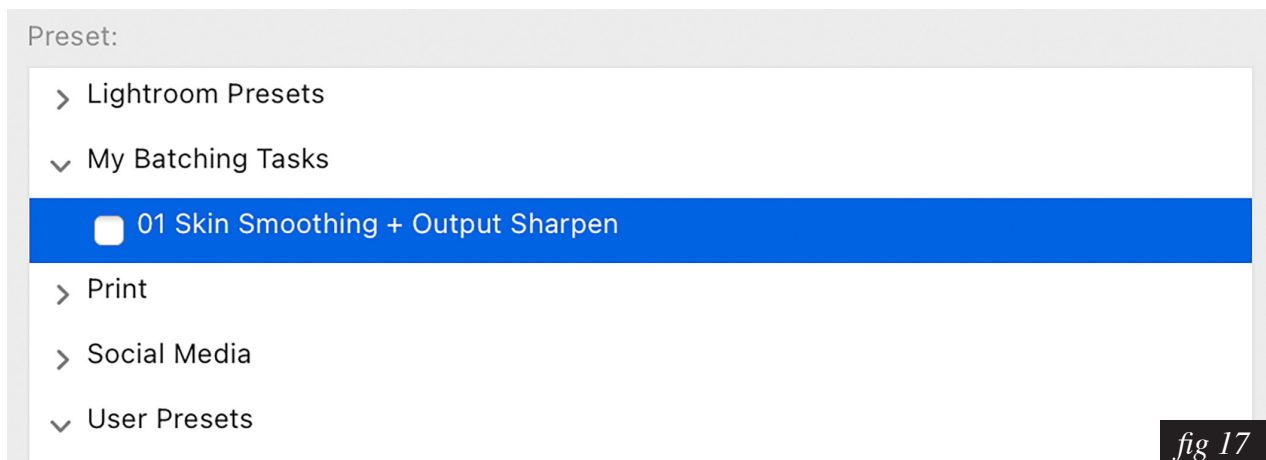 Preset:
Lightroom Presets
My Batching Tasks
01 Skin Smoothing + Output Sharpen
Print
Social Media
User Presets
fig 17